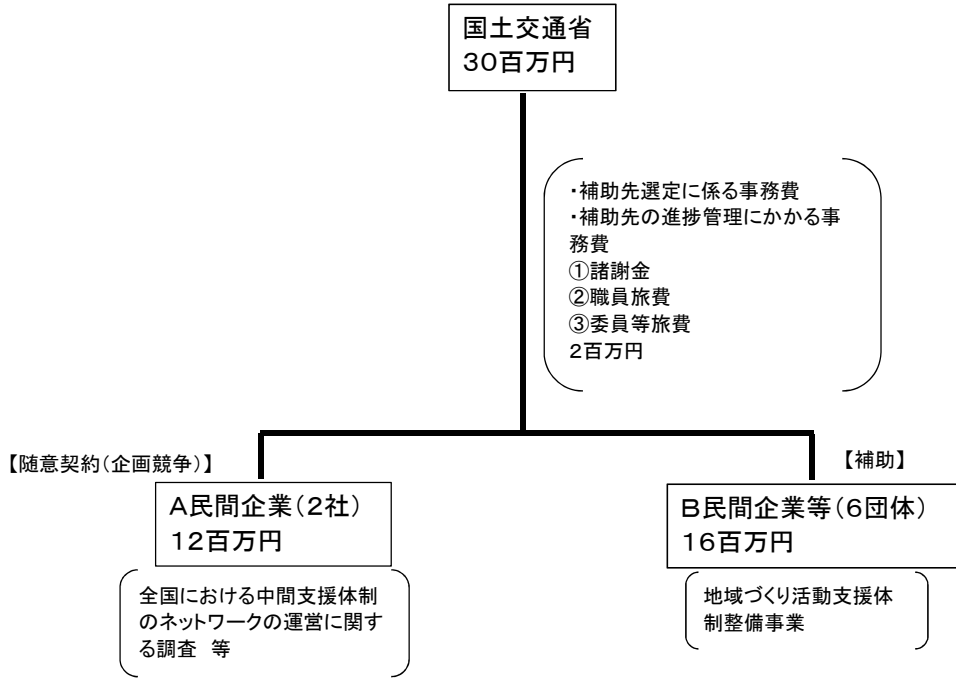 国土交通省
30百万円
・補助先選定に係る事務費
・補助先の進捗管理にかかる事
務費
①諸謝金
②職員旅費
③委員等旅費
2百万円
【随意契約(企画競争)】
A民間企業(2社)
12百万円
全国における中間支援体制
のネットワークの運営に関す
る調査 等
【補助】
B民間企業等(6団体)
16百万円
地域づくり活動支援体
制整備事業